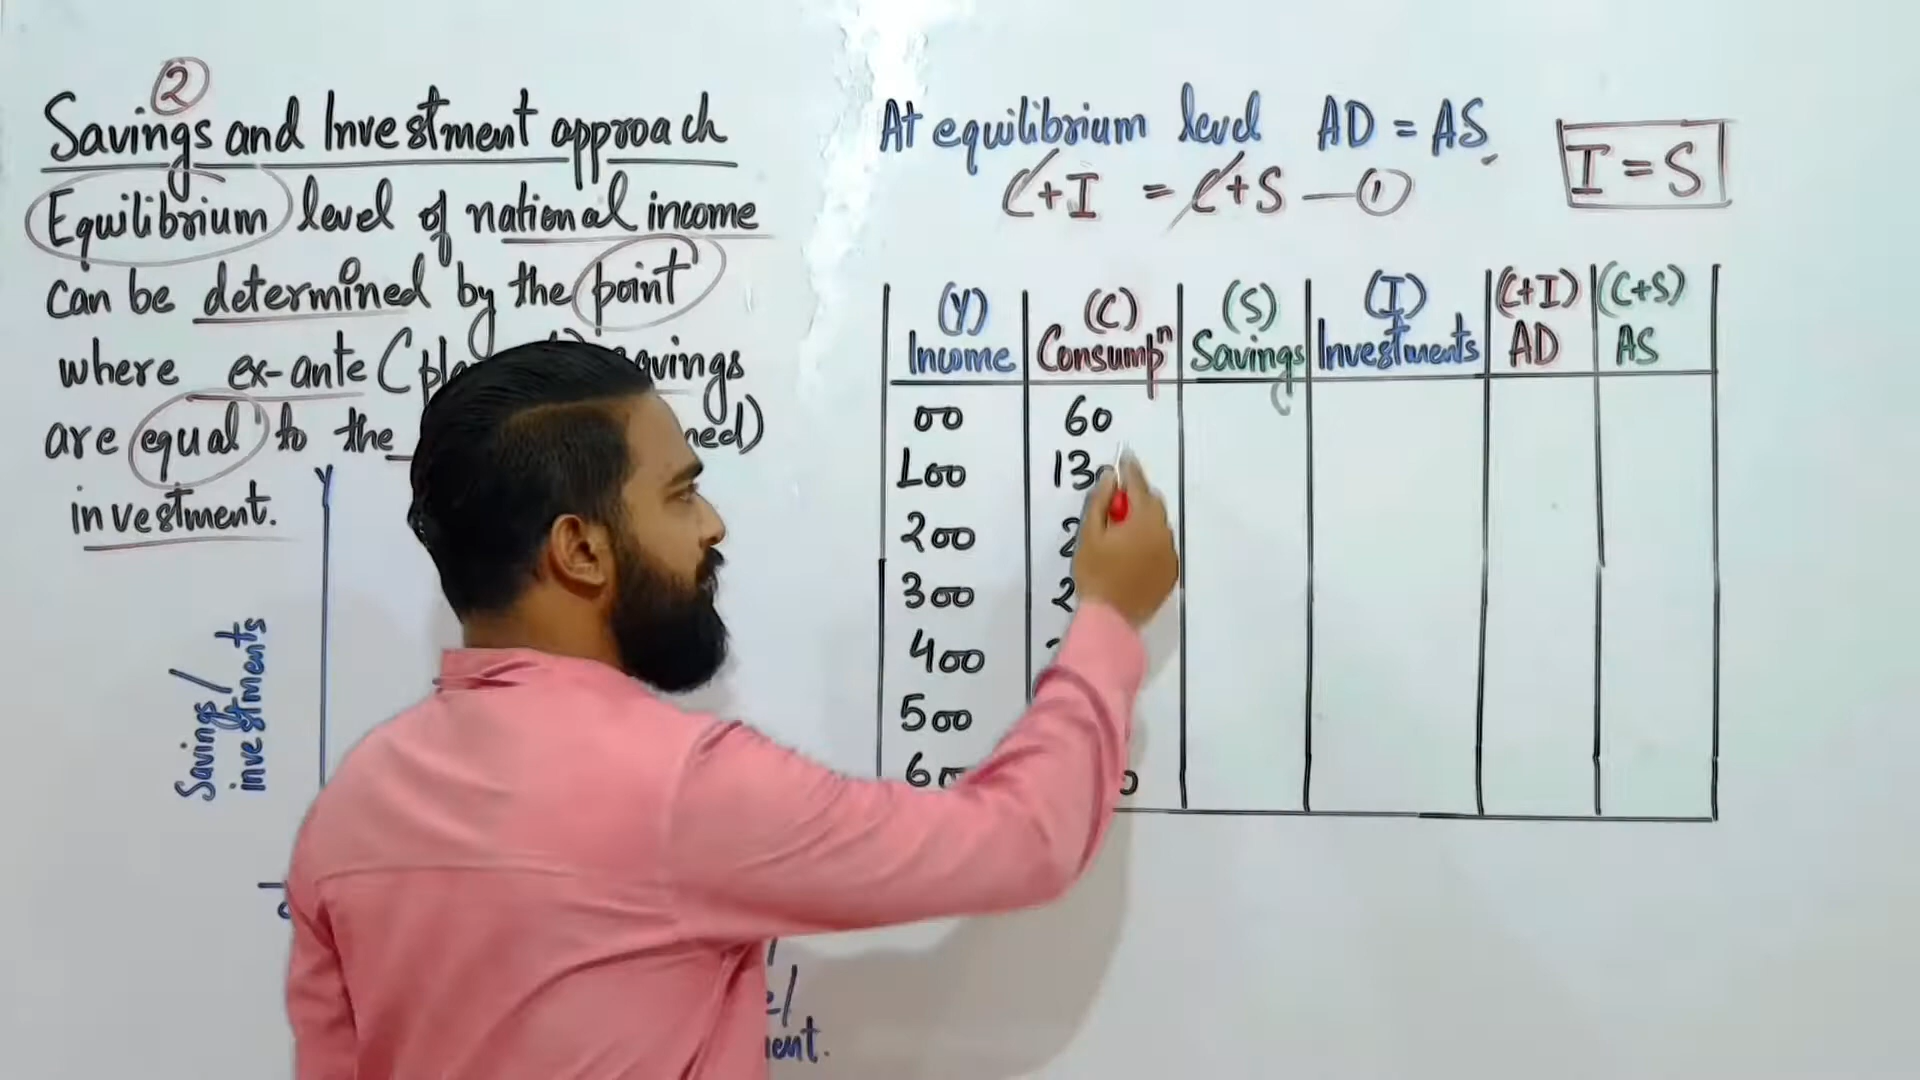 ②
Savings and Investment approach
Equilibrium level of national income
can be determined by the point
where ex-ante
are equal to the
investment.
Y
Savings/
investments
At equilibrium level AD = AS
C+I = C+S — ①
I = S
(Y) (C) (S) (I) (C+I) (C+S)
Income Consumpⁿ Savings Investments AD AS
00 60
100
200
300
400
500